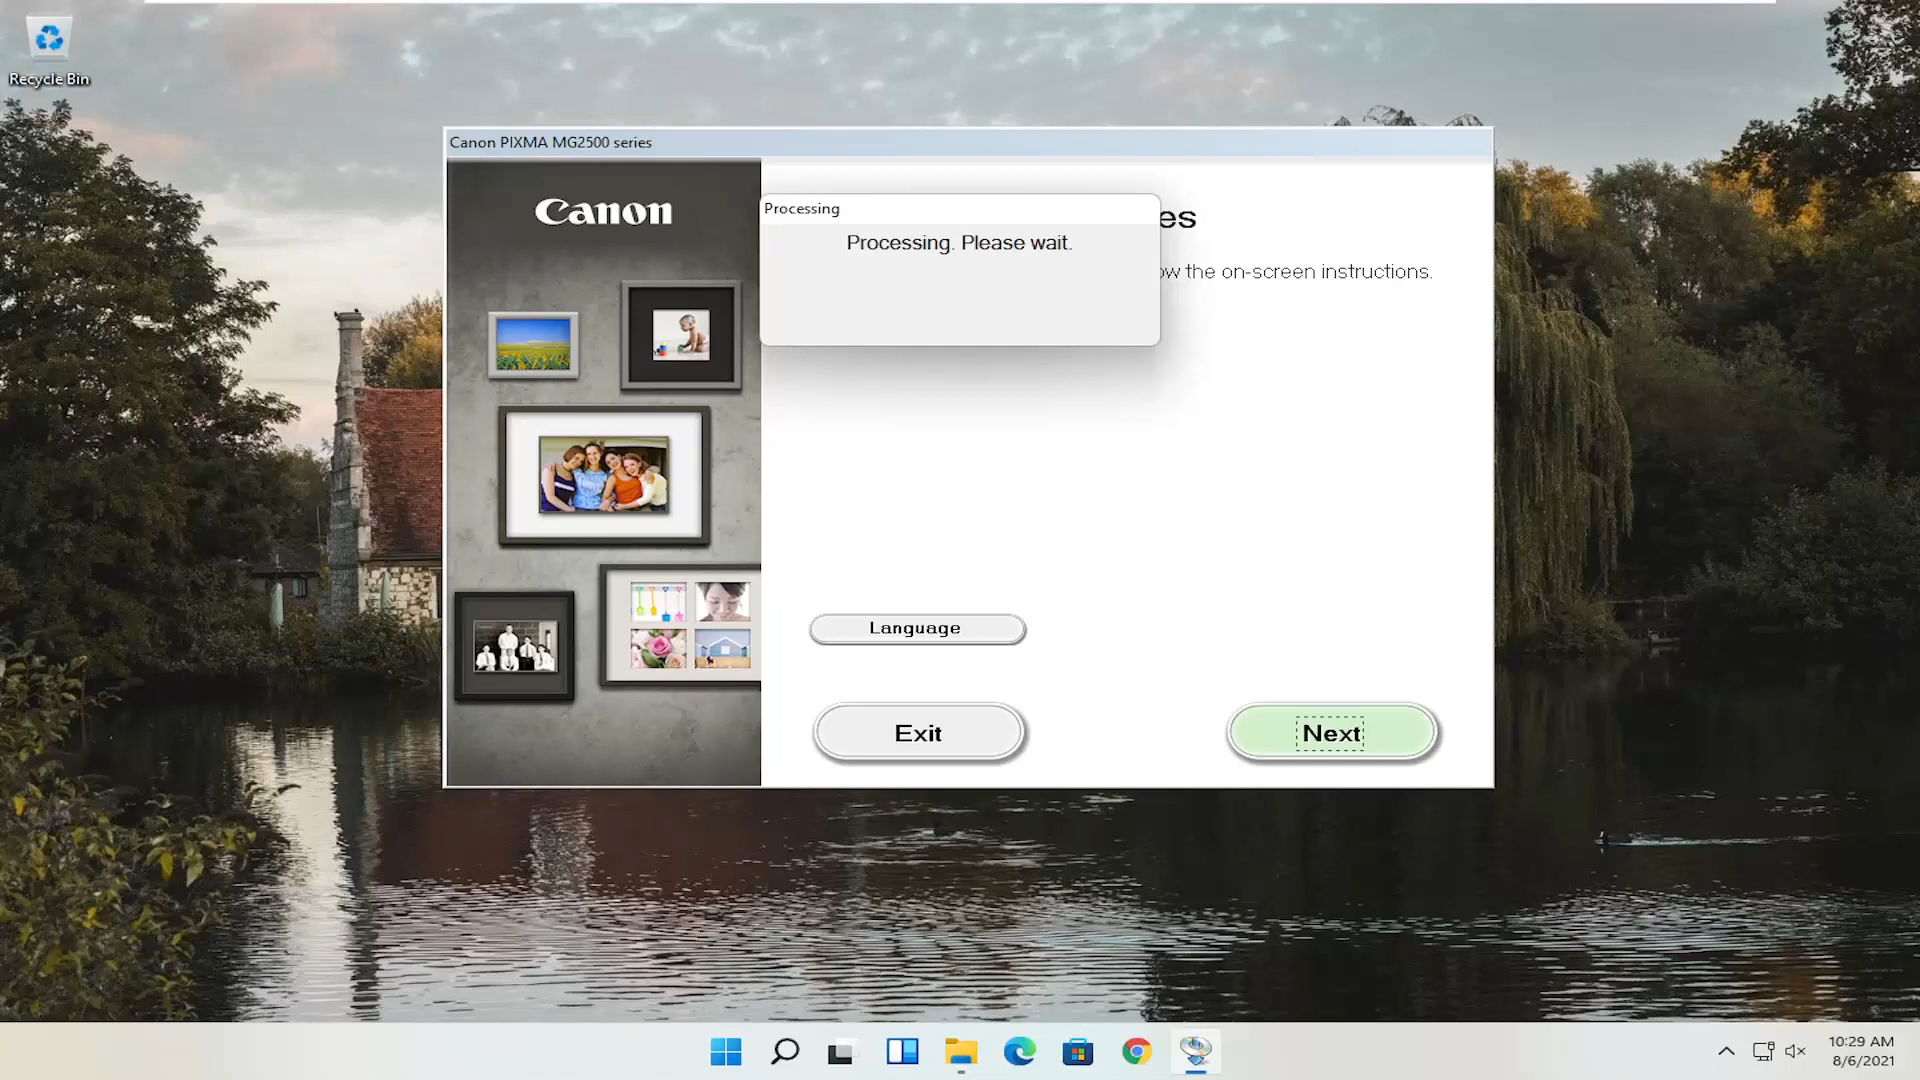 Recycle Bin
Canon PIXMA MG2500 series
Canon
Processing
Processing. Please wait.
es
ow the on-screen instructions.
Language
Exit
Next
10:29 AM
8/6/2021